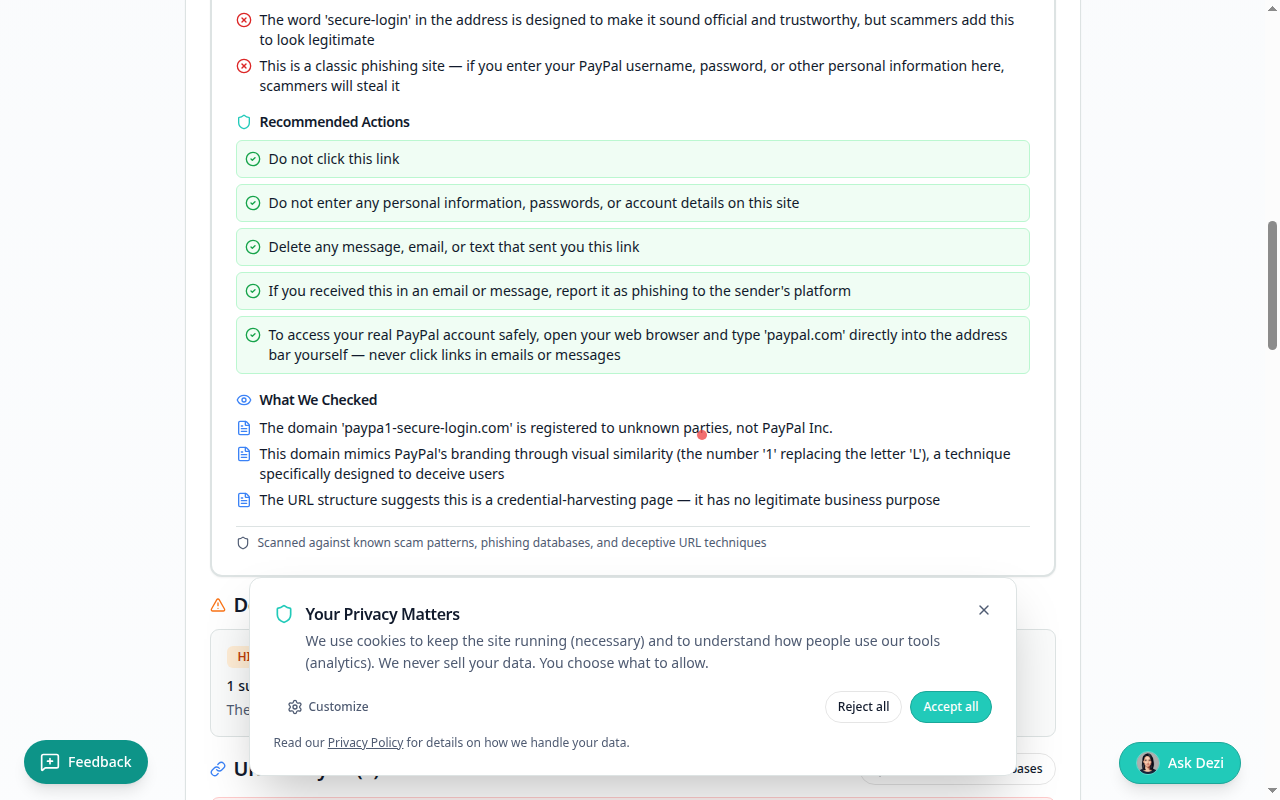 The word 'secure-login' in the address is designed to make it sound official and trustworthy, but scammers add this
to look legitimate
This is a classic phishing site — if you enter your PayPal username, password, or other personal information here,
scammers will steal it
Recommended Actions
Do not click this link
Do not enter any personal information, passwords, or account details on this site
Delete any message, email, or text that sent you this link
If you received this in an email or message, report it as phishing to the sender's platform
To access your real PayPal account safely, open your web browser and type 'paypal.com' directly into the address
bar yourself — never click links in emails or messages
What We Checked
The domain 'paypa1-secure-login.com' is registered to unknown parties, not PayPal Inc.
This domain mimics PayPal's branding through visual similarity (the number '1' replacing the letter 'L'), a technique
specifically designed to deceive users
The URL structure suggests this is a credential-harvesting page — it has no legitimate business purpose
Scanned against known scam patterns, phishing databases, and deceptive URL techniques
Your Privacy Matters
We use cookies to keep the site running (necessary) and to understand how people use our tools
(analytics). We never sell your data. You choose what to allow.
Customize
Reject all
Accept all
Read our Privacy Policy for details on how we handle your data.
1
Feedback
Ask Dezi